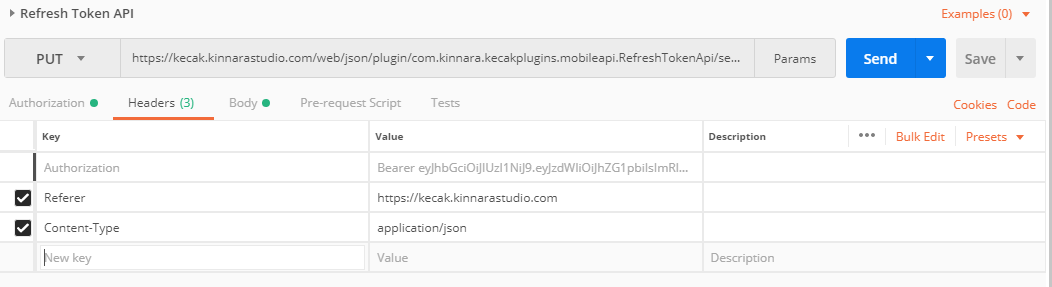 Refresh Token API Examples (0)
PUT https://kecak.kinnarastudio.com/web/json/plugin/com.kinnara.kecakplugins.mobileapi.RefreshTokenApi/se... Params Send Save
Authorization Headers (3) Body Pre-request Script Tests Cookies Code
Key Value Description ••• Bulk Edit Presets
Authorization Bearer eyJhbGciOiJIUzI1NiJ9.eyJzdWIiOiJhZG1pbiIsImRl...
Referer https://kecak.kinnarastudio.com
Content-Type application/json
New key Value Description